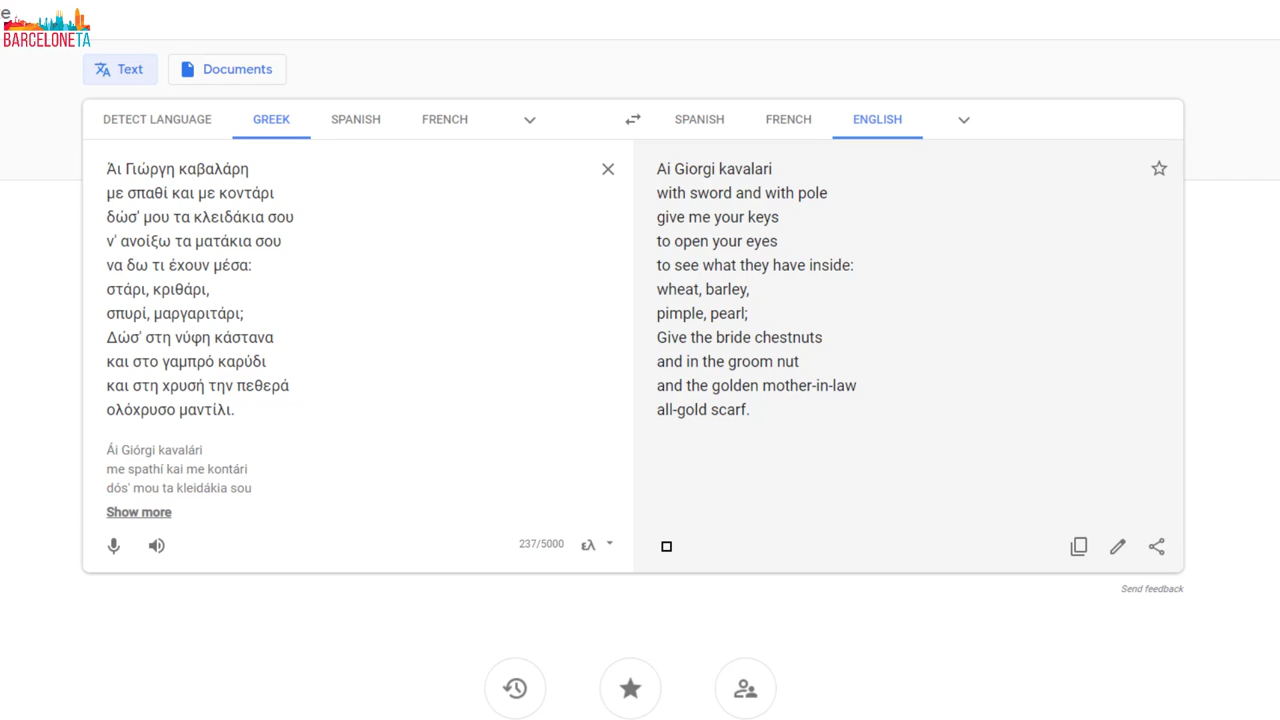 e
BARCELONETA
Text
Documents
DETECT LANGUAGE
GREEK
SPANISH
FRENCH
SPANISH
FRENCH
ENGLISH
Άι Γιώργη καβαλάρη
με σπαθί και με κοντάρι
δώσ' μου τα κλειδάκια σου
ν' ανοίξω τα ματάκια σου
να δω τι έχουν μέσα:
στάρι, κριθάρι,
σπυρί, μαργαριτάρι;
Δώσ' στη νύφη κάστανα
και στο γαμπρό καρύδι
και στη χρυσή την πεθερά
ολόχρυσο μαντίλι.
Ái Giórgi kavalári
me spathí kai me kontári
dós' mou ta kleidákia sou
Show more
237/5000
ελ
Ai Giorgi kavalari
with sword and with pole
give me your keys
to open your eyes
to see what they have inside:
wheat, barley,
pimple, pearl;
Give the bride chestnuts
and in the groom nut
and the golden mother-in-law
all-gold scarf.
Send feedback